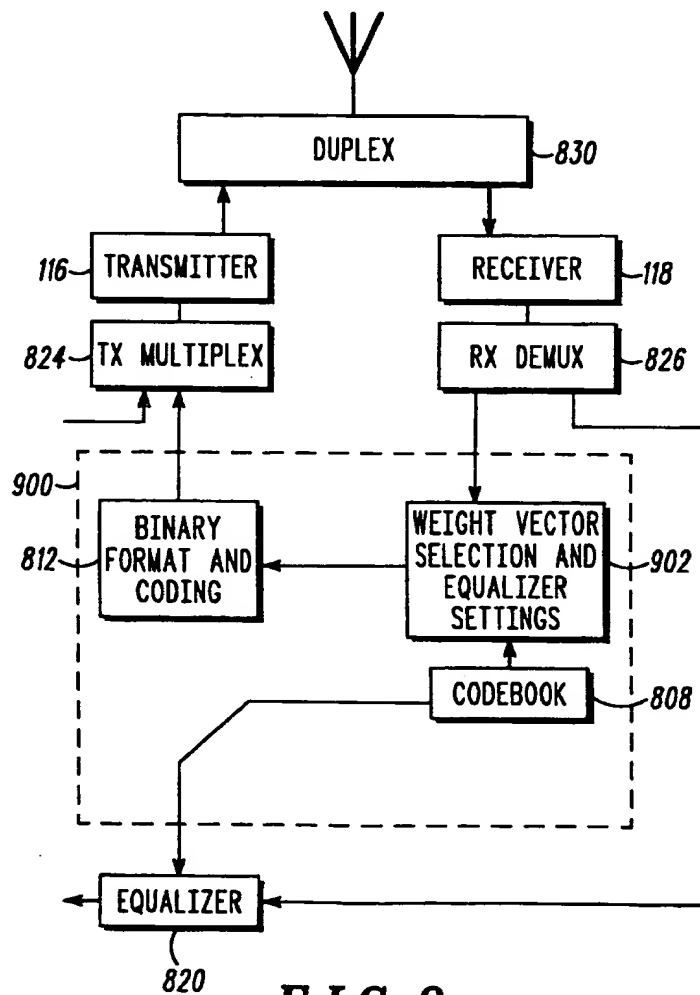 DUPLEX
830
116
TRANSMITTER
RECEIVER
118
824
TX MULTIPLEX
RX DEMUX
826
900
812
BINARY
FORMAT AND
CODING
WEIGHT VECTOR
SELECTION AND
EQUALIZER
SETTINGS
902
CODEBOOK
808
EQUALIZER
820